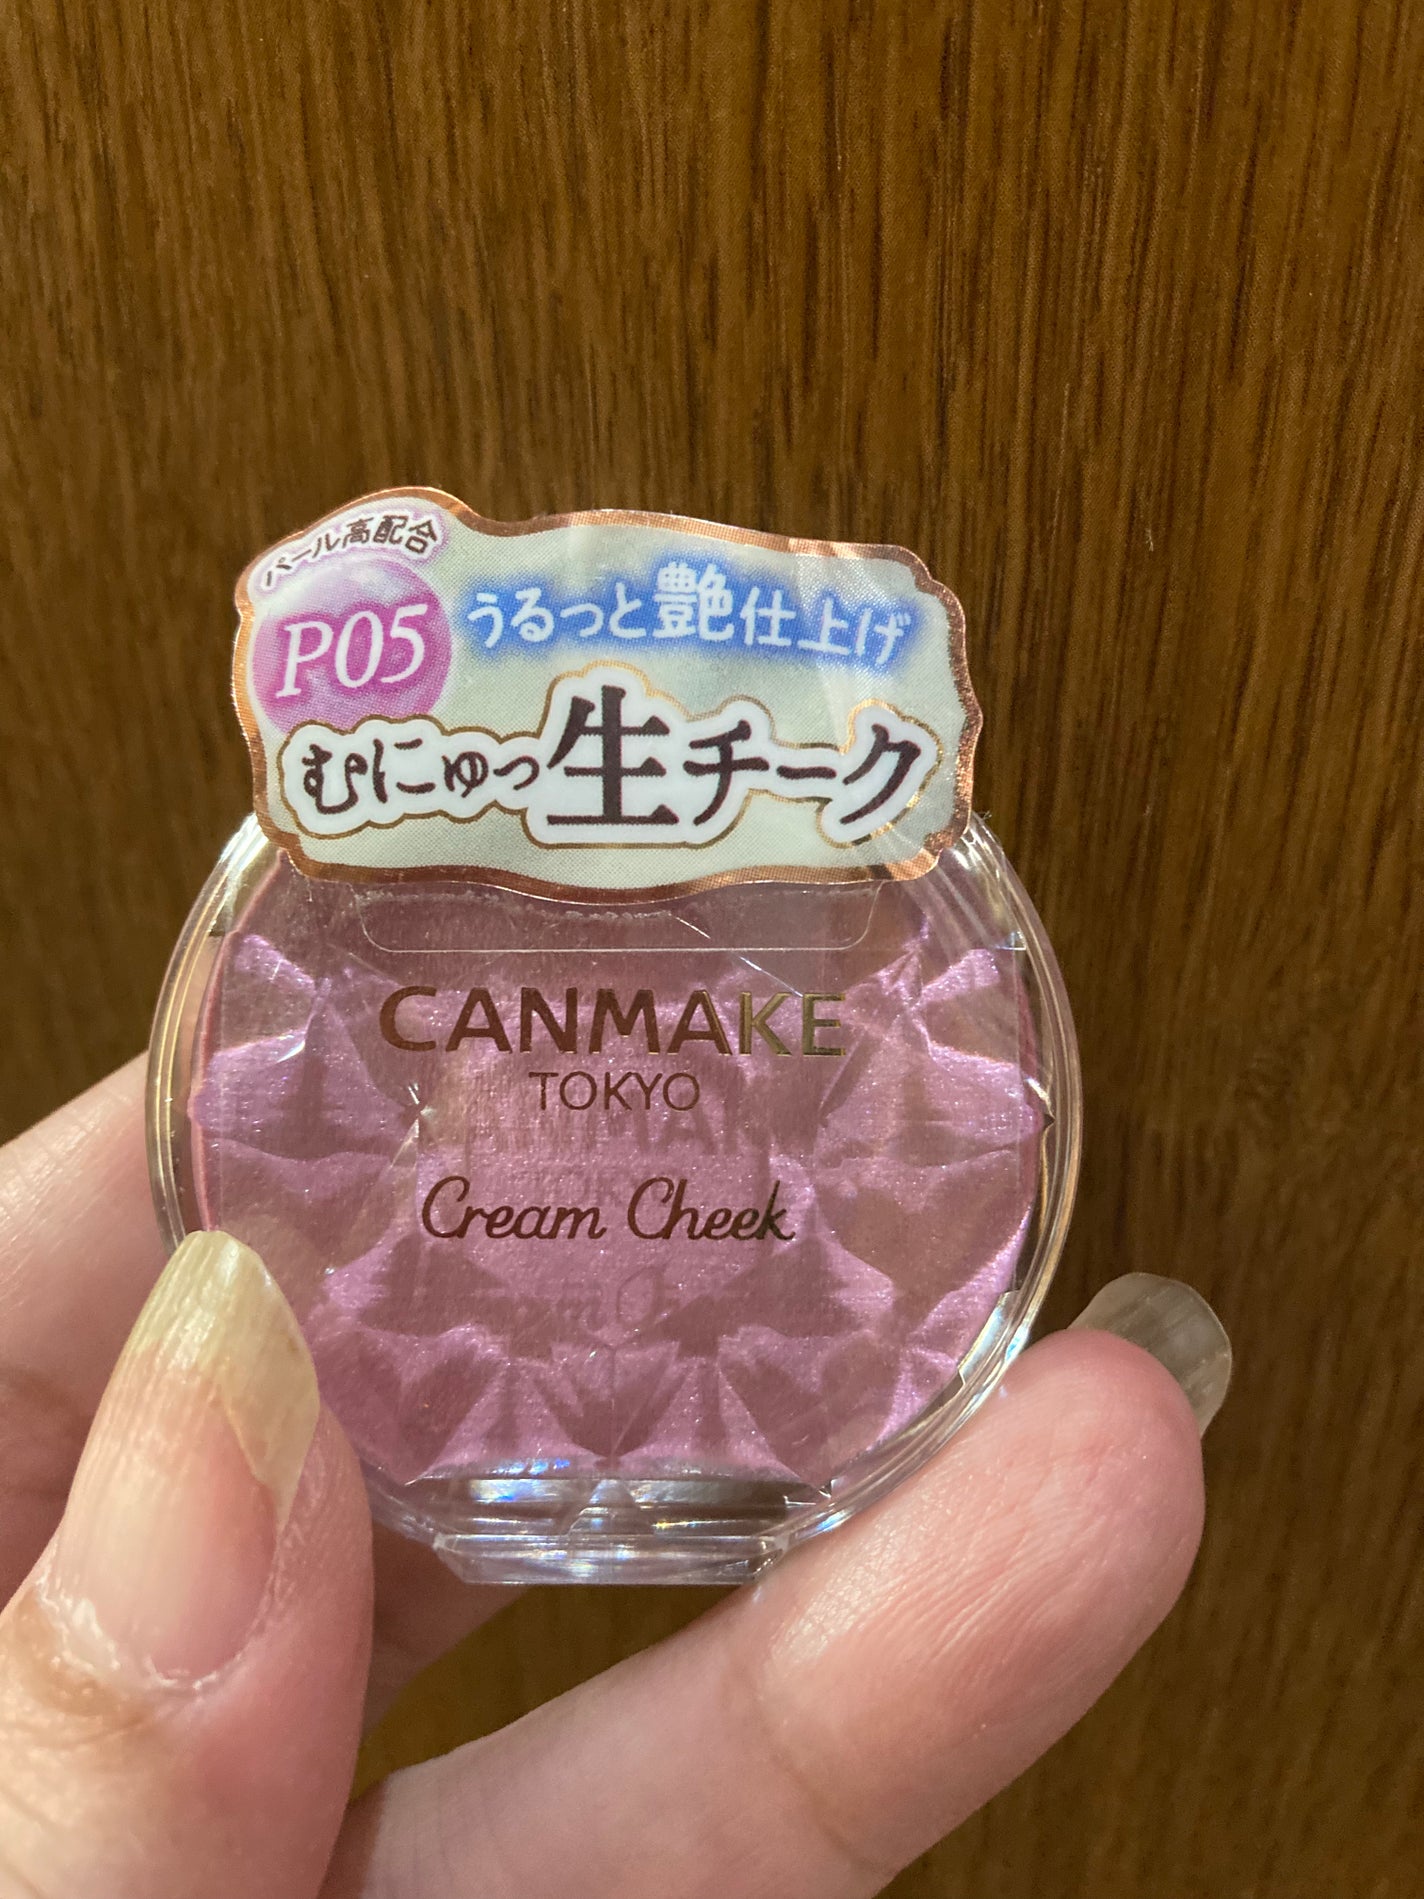 パール高配合
P05
うるっと艶仕上げ
むにゅっ生チーク
CANMAKE
TOKYO
Cream Cheek